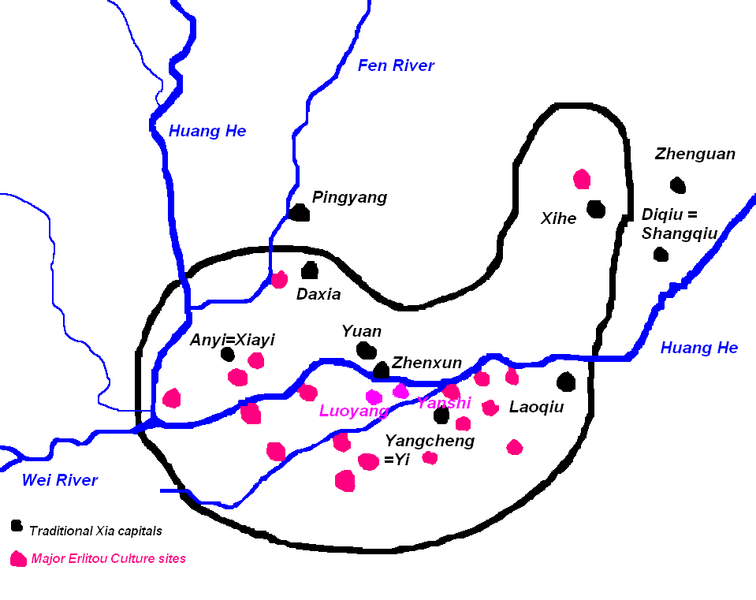 Fen River
Huang He
Zhenguan
Pingyang
Xihe
Diqiu =
Shangqiu
Daxia
Anyi=Xiayi
Yuan
Huang He
Zhenxun
Luoyang
Yanshi
Laoqiu
Yangcheng
=Yi
Wei River
Traditional Xia capitals
Major Erlitou Culture sites